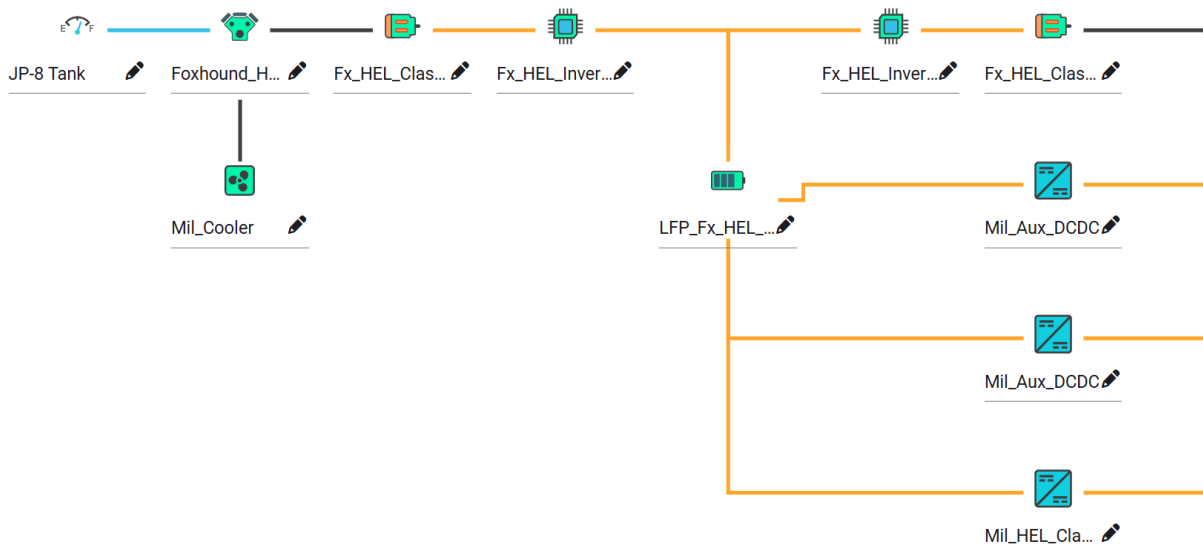 E F
JP-8 Tank
Foxhound_H...
Fx_HEL_Clas...
Fx_HEL_Inver...
Fx_HEL_Inver...
Fx_HEL_Clas...
Mil_Cooler
LFP_Fx_HEL_...
Mil_Aux_DCDC
Mil_Aux_DCDC
Mil_HEL_Cla...